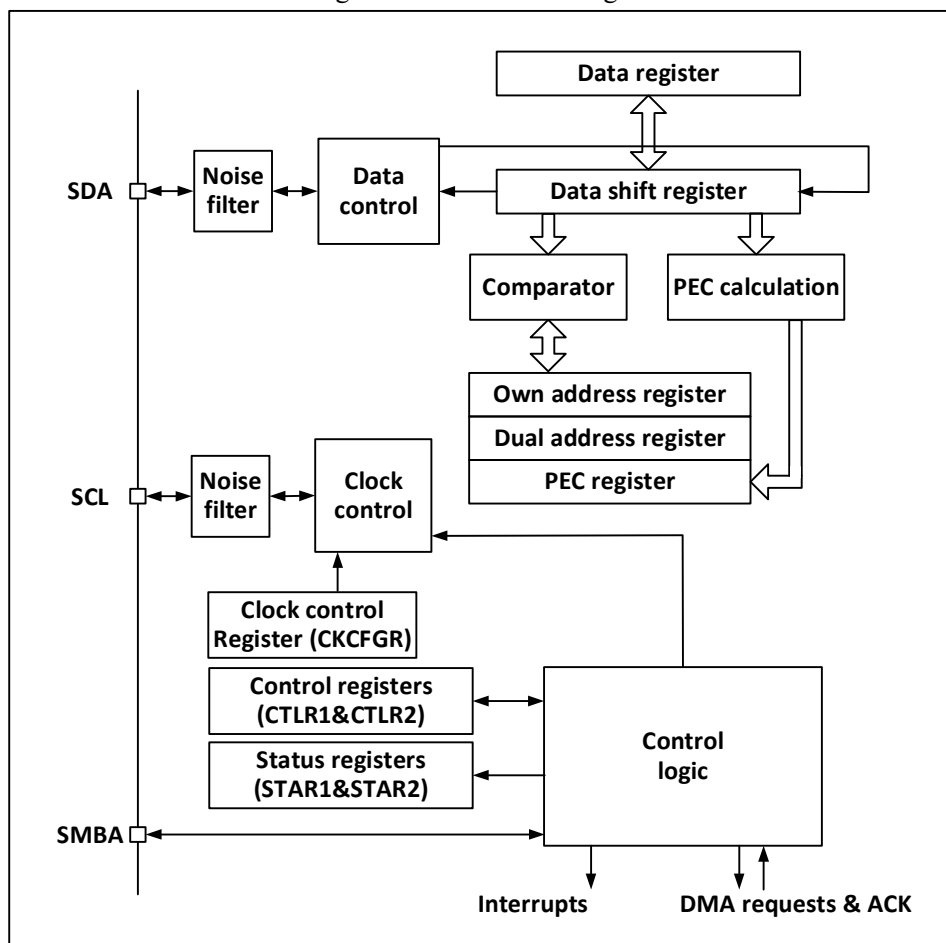 Data register
SDA
Noise
filter
Data
control
Data shift register
Comparator
PEC calculation
Own address register
Dual address register
PEC register
SCL
Noise
filter
Clock
control
Clock control
Register (CKCFGR)
Control registers
(CTLR1&CTLR2)
Status registers
(STAR1&STAR2)
Control
logic
SMBA
Interrupts
DMA requests & ACK